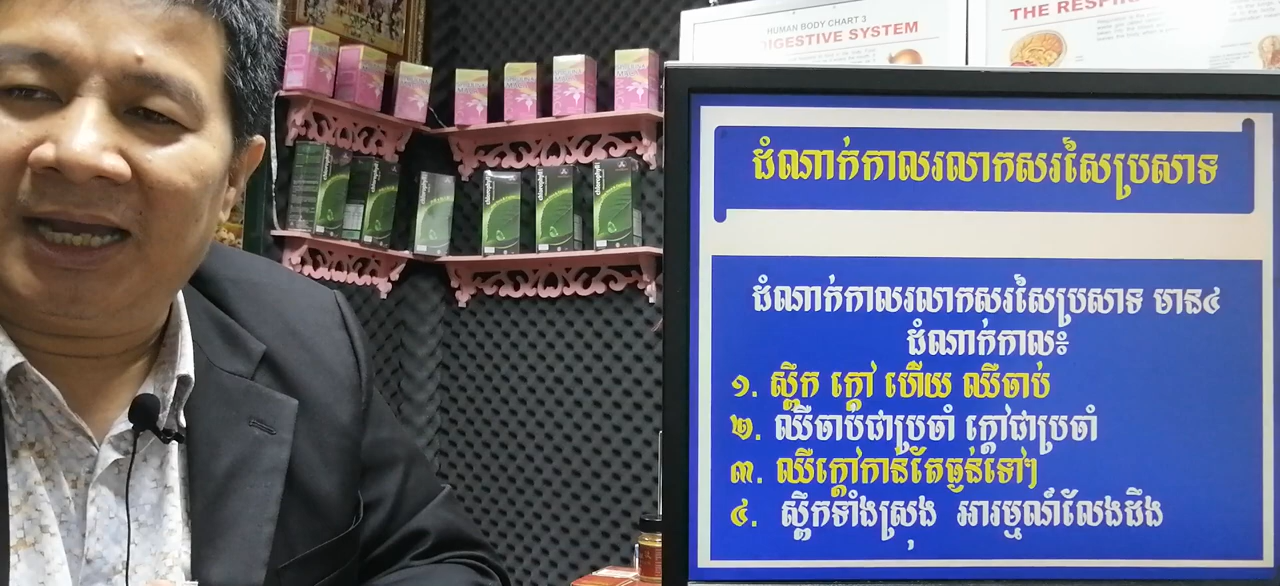 HUMAN BODY CHART 3
DIGESTIVE SYSTEM
THE RESPIR
chlorophyll
chlorophyll
chlorophyll
chlorophyll
ដំណាក់កាលរលាកសរសៃប្រសាទ
ដំណាក់កាលរលាកសរសៃប្រសាទ មាន៤
ដំណាក់កាល៖
១. ស្ពឹក ក្តៅ ហើយ ឈឺចាប់
២. ឈឺចាប់ជាប្រចាំ ក្តៅជាប្រចាំ
៣. ឈឺក្តៅកាន់តែធ្ងន់ទៅៗ
៤. ស្ពឹកទាំងស្រុង អារម្មណ៍លែងដឹង